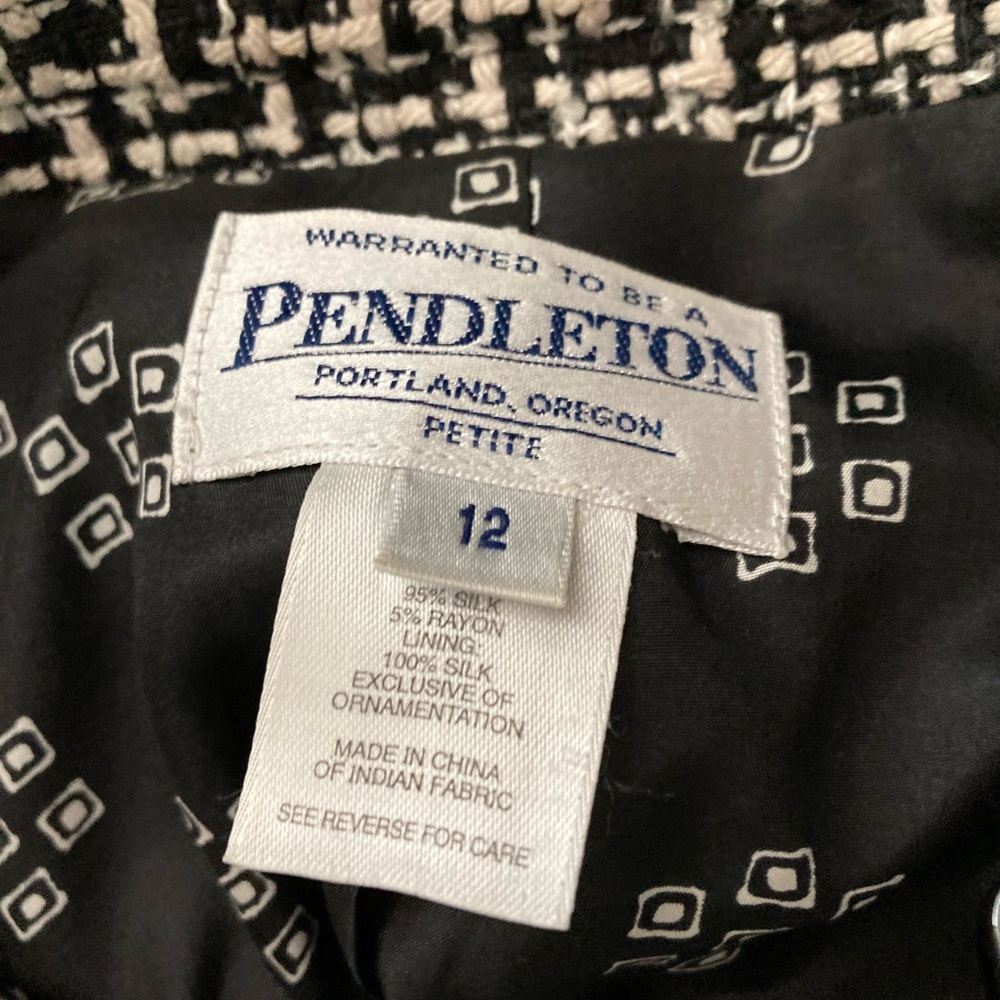 WARRANTED TO BE A
PENDLETON
PORTLAND, OREGON
PETITE
12
95% SILK
5% RAYON
LINING:
100% SILK
EXCLUSIVE OF
ORNAMENTATION
MADE IN CHINA
OF INDIAN FABRIC
SEE REVERSE FOR CARE